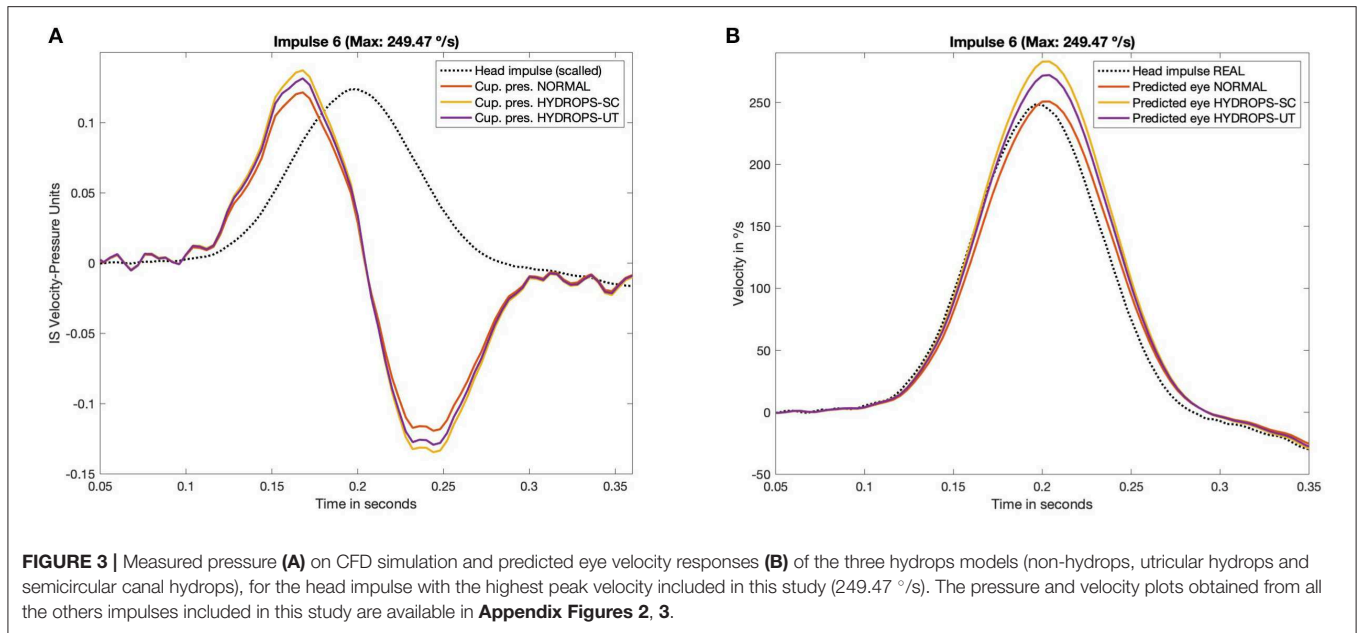 A
Impulse 6 (Max: 249.47 º/s)
Head impulse (scalled)
Cup. pres. NORMAL
Cup. pres. HYDROPS-SC
Cup. pres. HYDROPS-UT
IS Velocity-Pressure Units
0.1
0.05
0
-0.05
-0.1
-0.15
0.05
0.1
0.15
0.2
0.25
0.3
0.35
Time in seconds
B
Impulse 6 (Max: 249.47 º/s)
Head impulse REAL
Predicted eye NORMAL
Predicted eye HYDROPS-SC
Predicted eye HYDROPS-UT
Velocity in º/s
250
200
150
100
50
0
-50
0.05
0.1
0.15
0.2
0.25
0.3
0.35
Time in seconds
FIGURE 3 | Measured pressure (A) on CFD simulation and predicted eye velocity responses (B) of the three hydrops models (non-hydrops, utricular hydrops and
semicircular canal hydrops), for the head impulse with the highest peak velocity included in this study (249.47 °/s). The pressure and velocity plots obtained from all
the others impulses included in this study are available in Appendix Figures 2, 3.